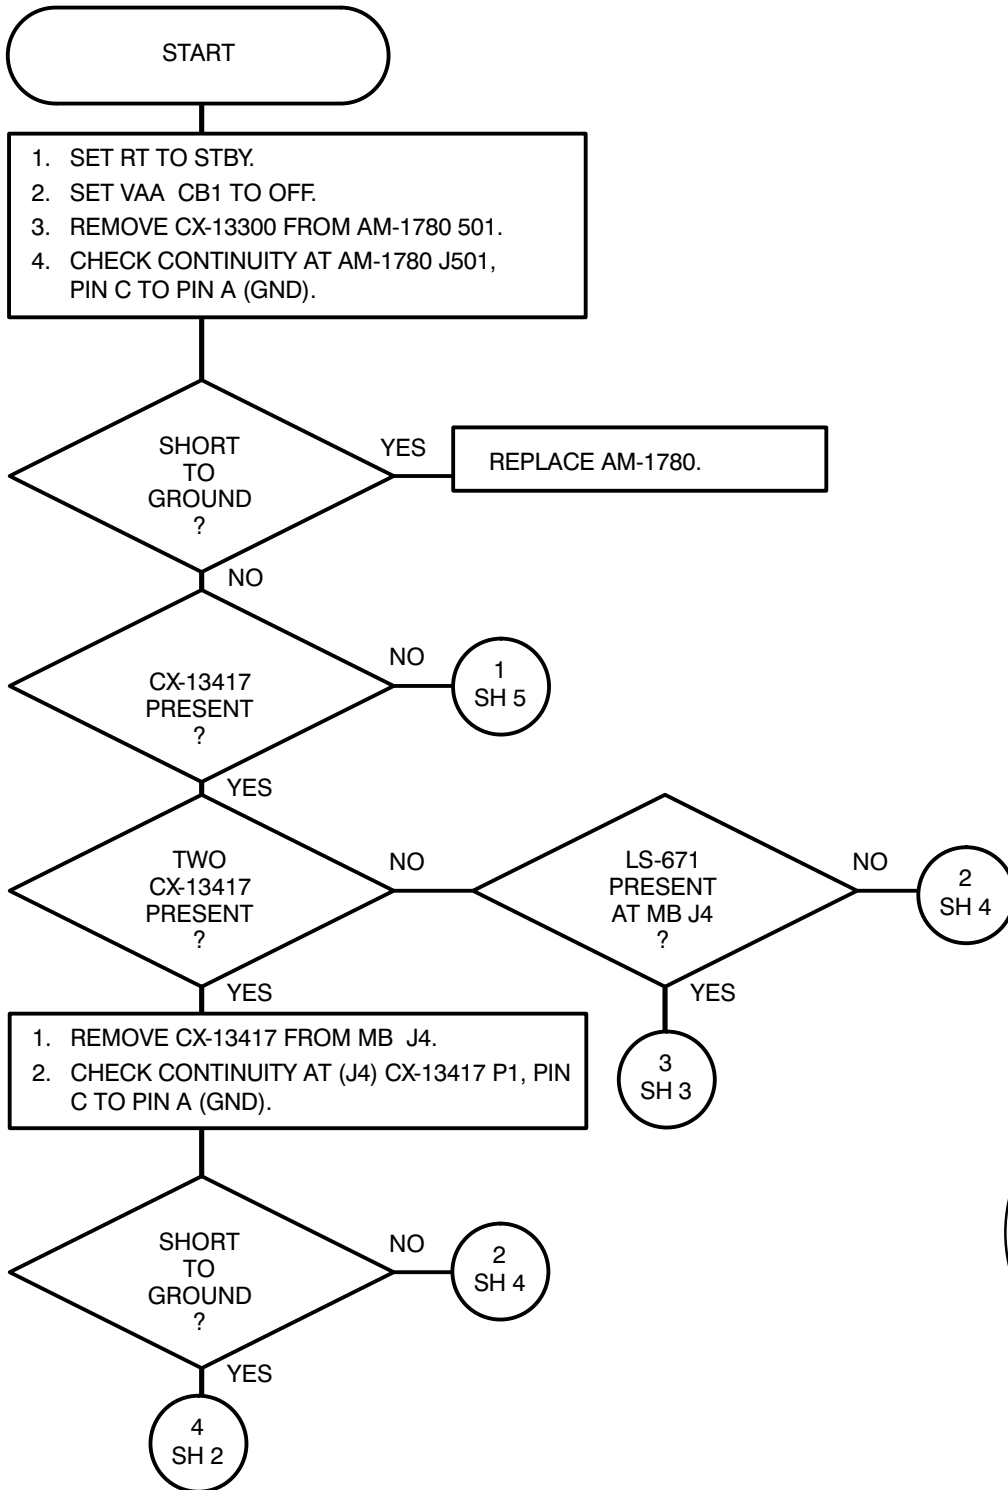 START
1. SET RT TO STBY.
2. SET VAA CB1 TO OFF.
3. REMOVE CX-13300 FROM AM-1780 501.
4. CHECK CONTINUITY AT AM-1780 J501,
PIN C TO PIN A (GND).
SHORT
TO
GROUND
?
YES
REPLACE AM-1780.
NO
CX-13417
PRESENT
?
NO
1
SH 5
YES
TWO
CX-13417
PRESENT
?
NO
LS-671
PRESENT
AT MB J4
?
NO
2
SH 4
YES
3
SH 3
YES
1. REMOVE CX-13417 FROM MB J4.
2. CHECK CONTINUITY AT (J4) CX-13417 P1, PIN
C TO PIN A (GND).
SHORT
TO
GROUND
?
NO
2
SH 4
YES
4
SH 2